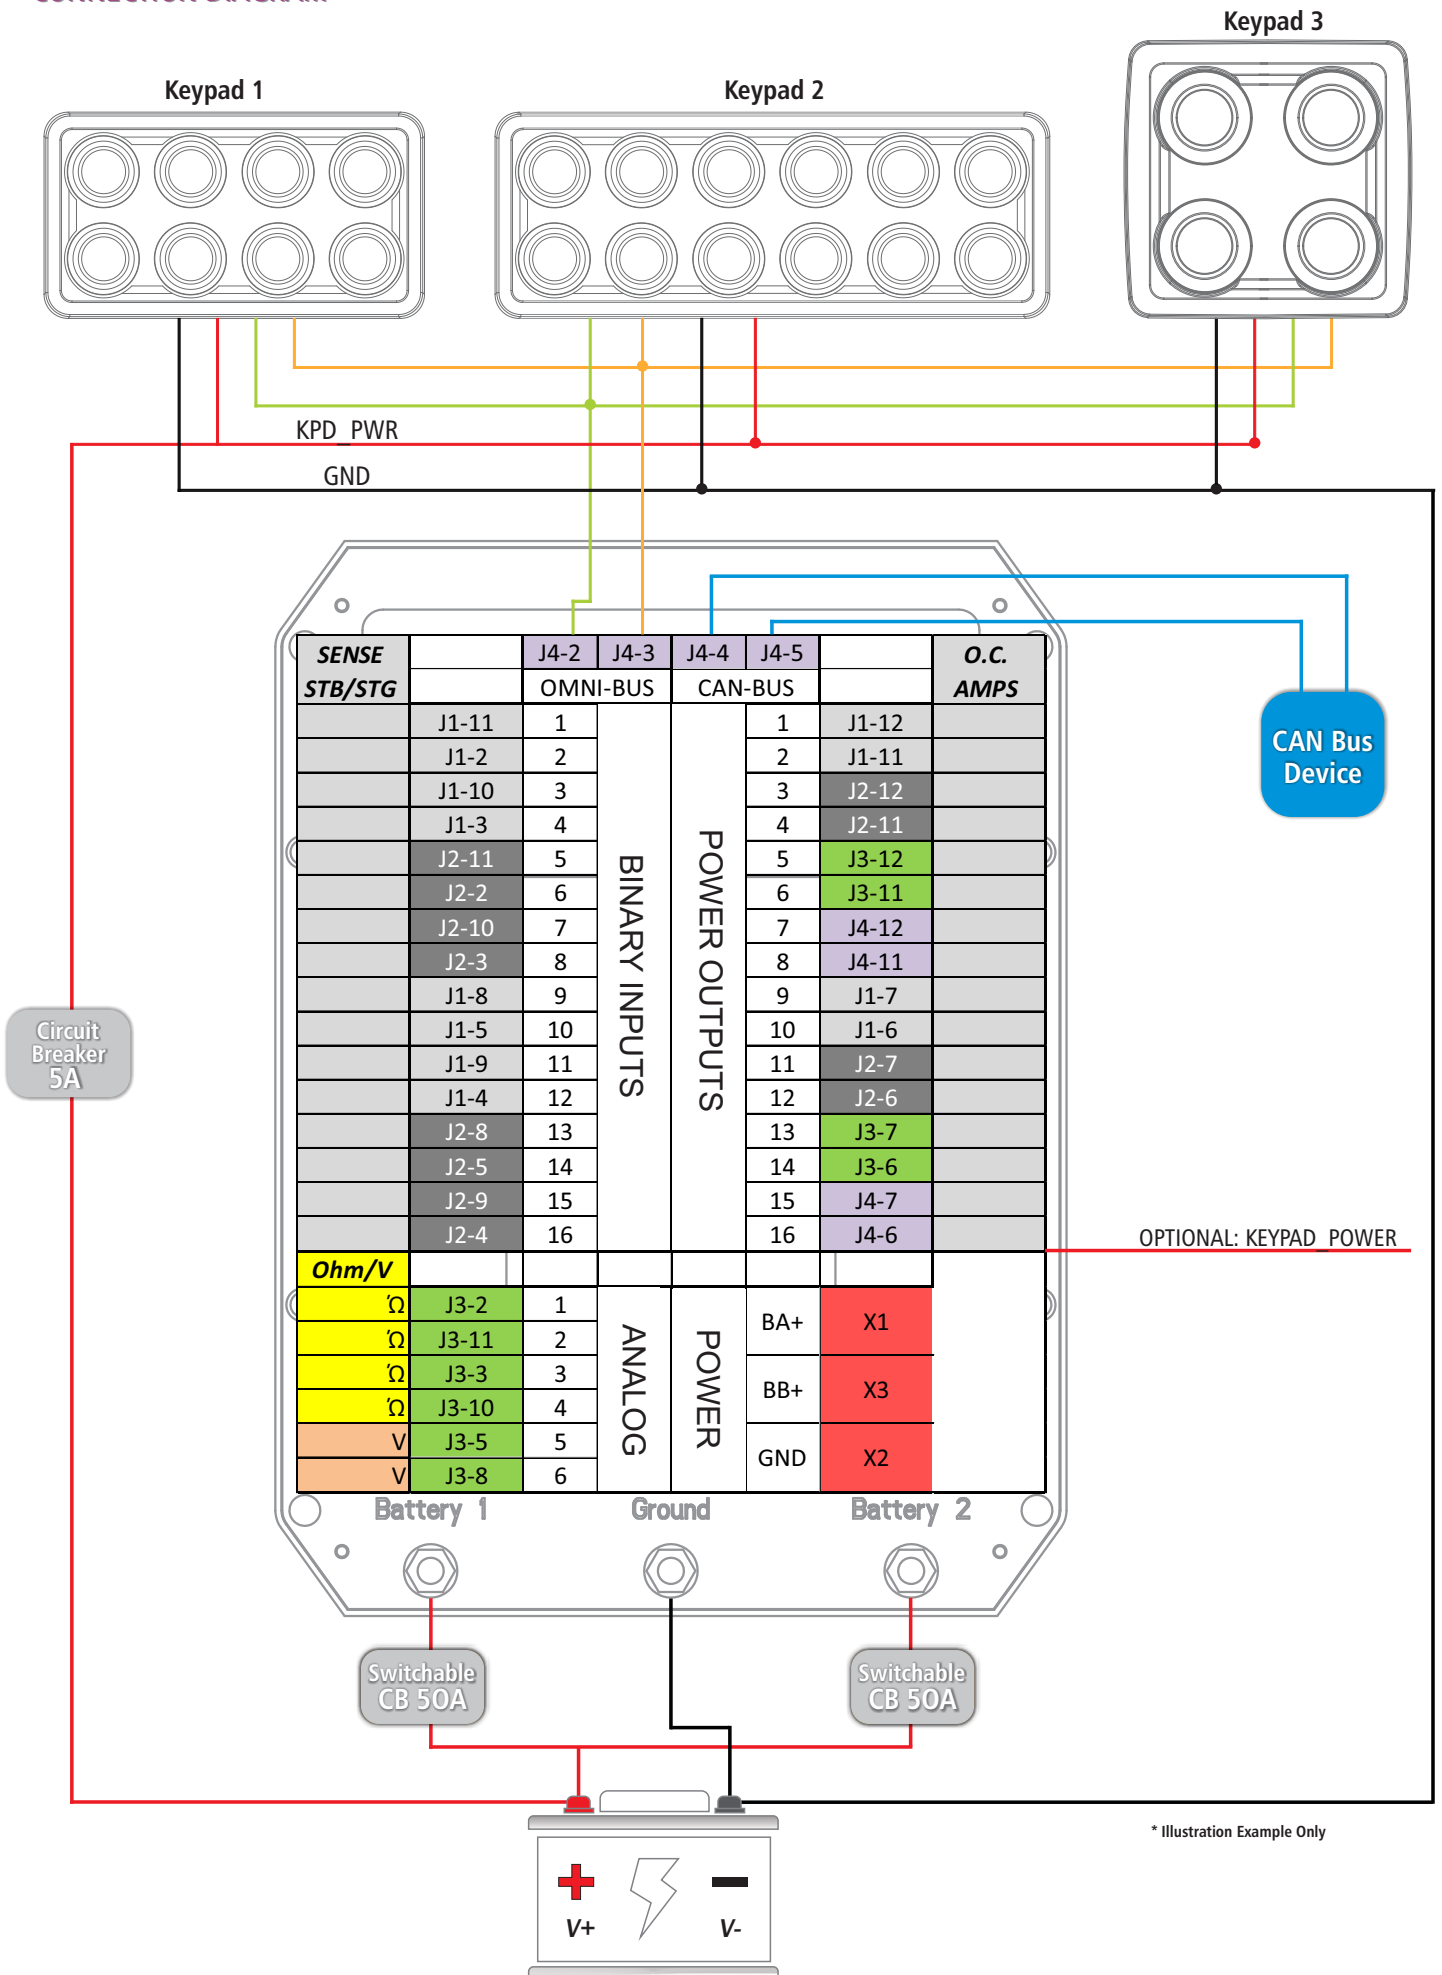 CONNECTION DIAGRAM
Keypad 3
Keypad 1
Keypad 2
KPD_PWR
GND
SENSE J4-2 J4-3 J4-4 J4-5 O.C.
STB/STG OMNI-BUS CAN-BUS AMPS
J1-11 1 1 J1-12
J1-2 2 2 J1-11
J1-10 3 3 J2-12
J1-3 4 4 J2-11
J2-11 5 5 J3-12
J2-2 6 6 J3-11
J2-10 7 7 J4-12
J2-3 8 8 J4-11
J1-8 9 9 J1-7
J1-5 10 10 J1-6
J1-9 11 11 J2-7
J1-4 12 12 J2-6
J2-8 13 13 J3-7
J2-5 14 14 J3-6
J2-9 15 15 J4-7
J2-4 16 16 J4-6
BINARY INPUTS
POWER OUTPUTS
CAN Bus
Device
Circuit
Breaker
5A
OPTIONAL: KEYPAD_POWER
Ohm/V
Ω J3-2 1
Ω J3-11 2
Ω J3-3 3
Ω J3-10 4
V J3-5 5
V J3-8 6
ANALOG
POWER
BA+ X1
BB+ X3
GND X2
Battery 1 Ground Battery 2
Switchable
CB 50A
Switchable
CB 50A
* Illustration Example Only
V+ V-